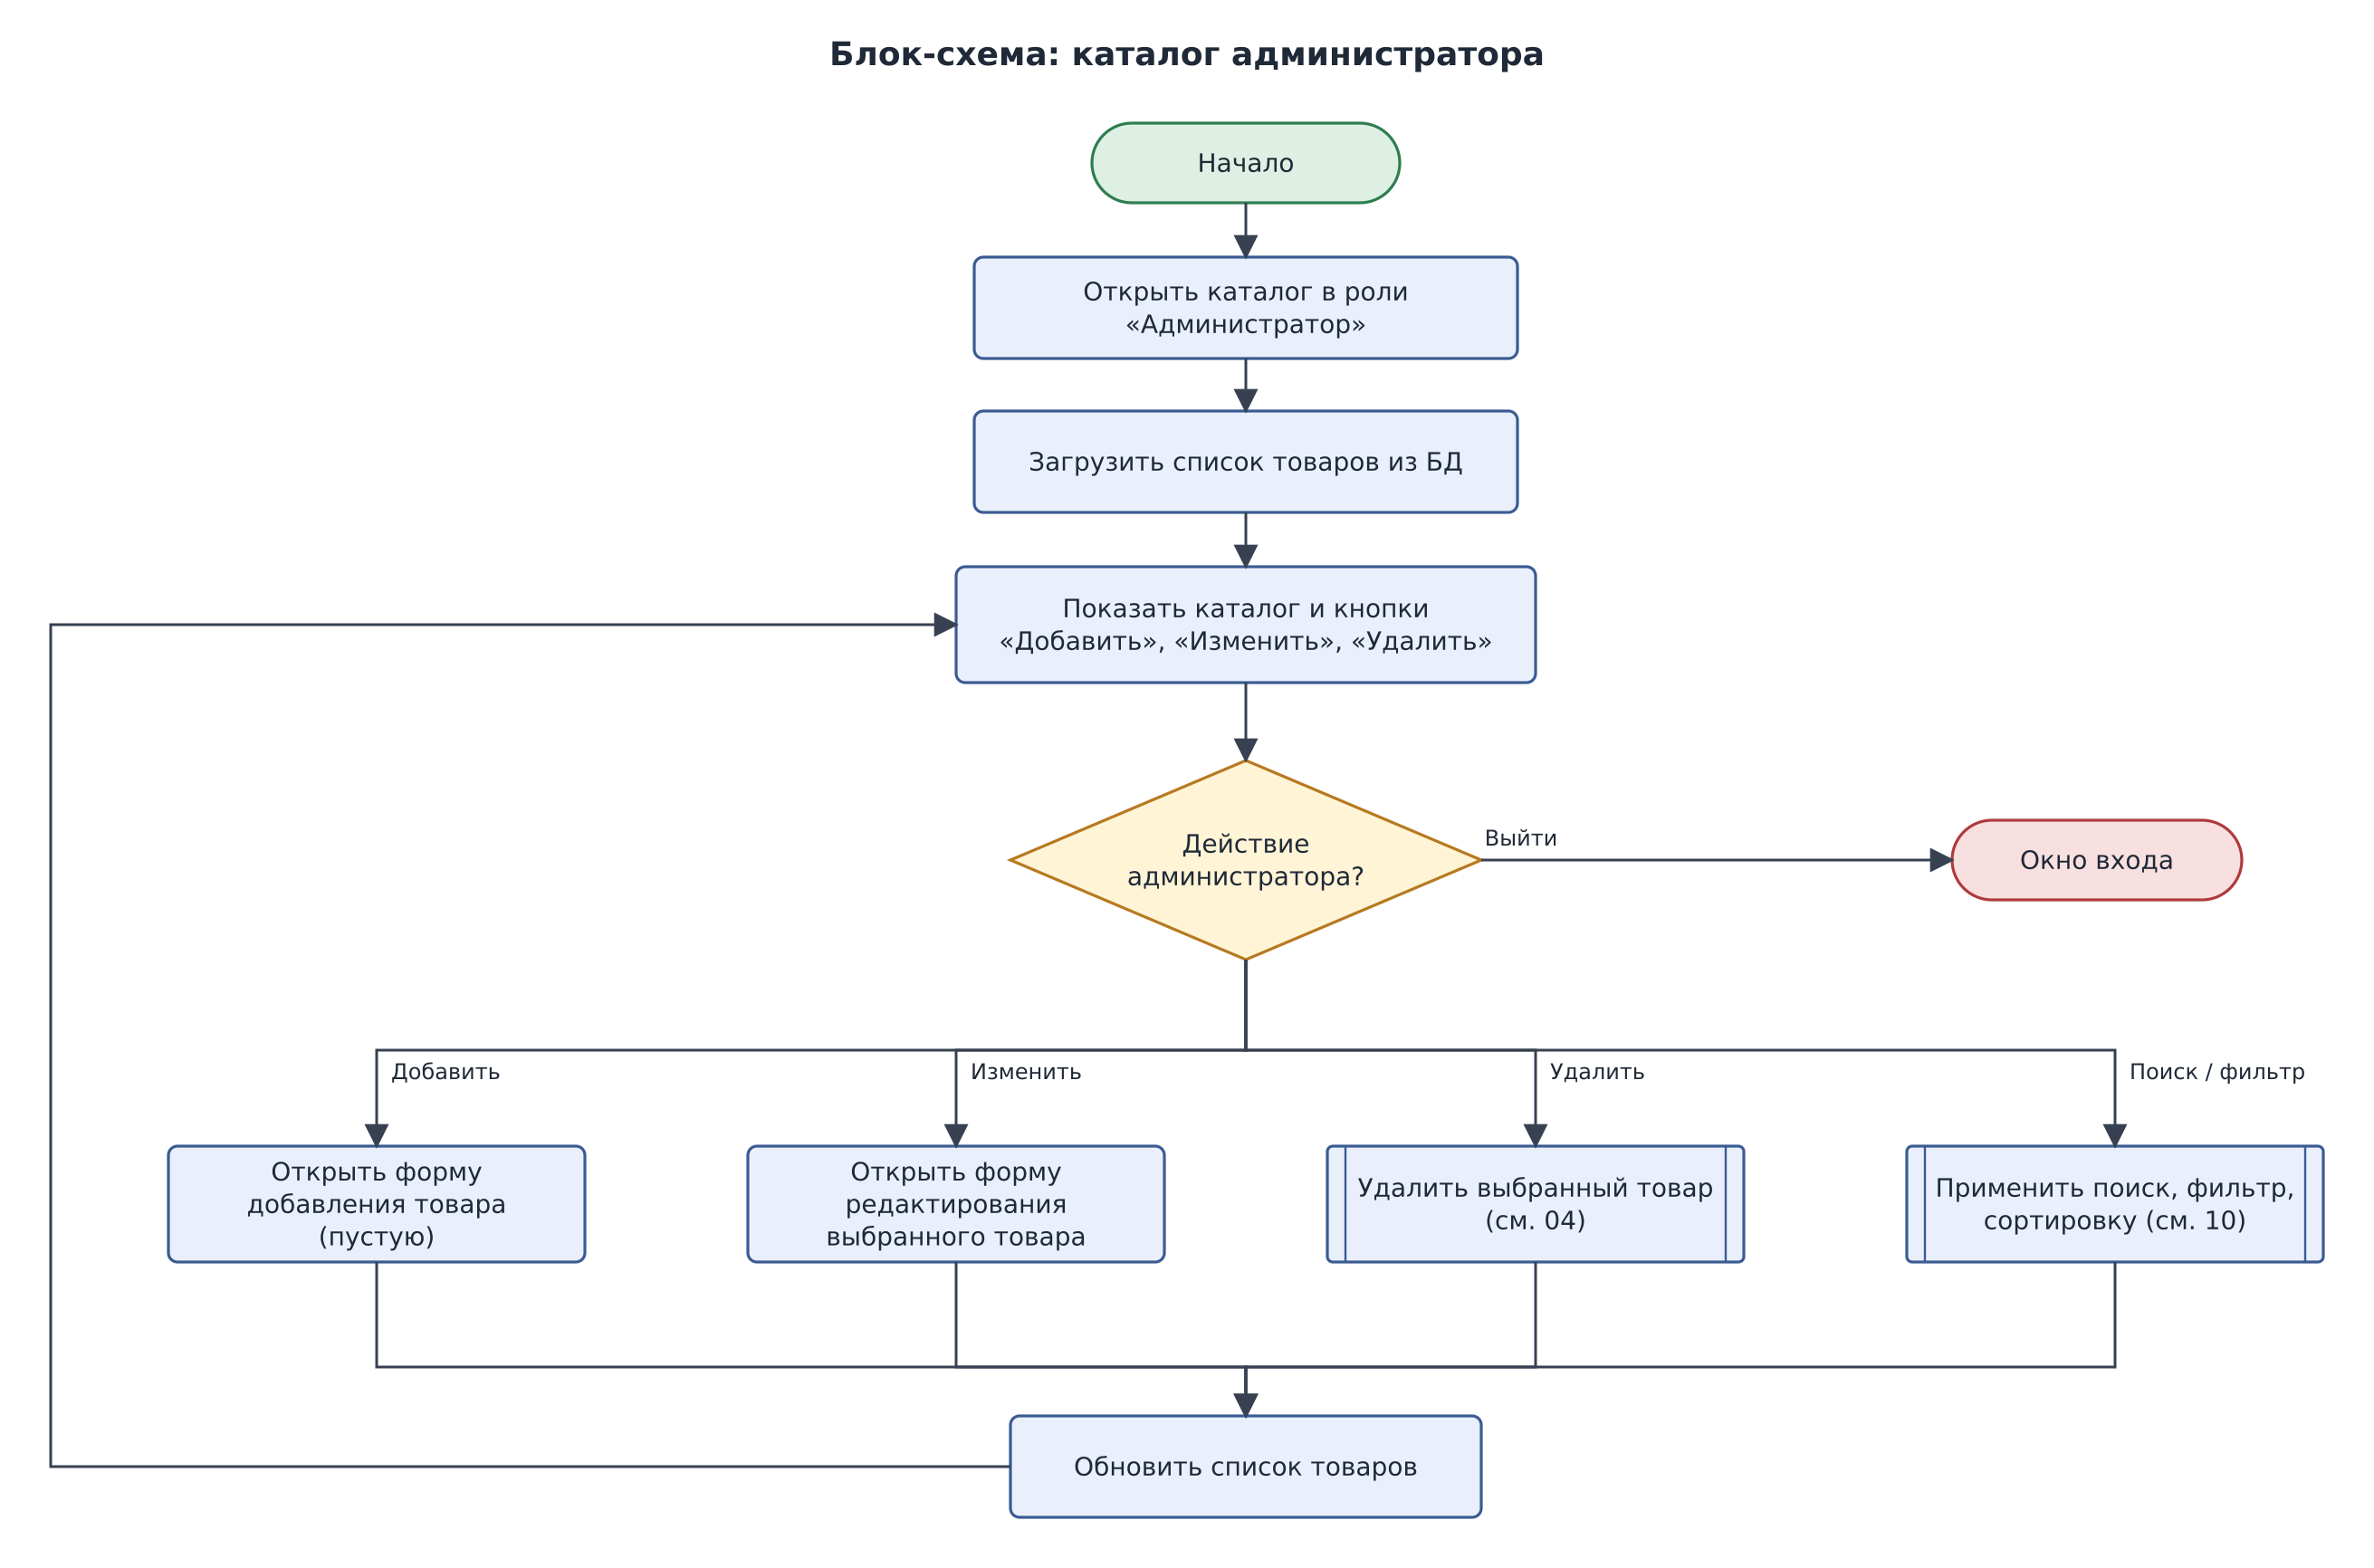 Блок-схема: каталог администратора
Начало
Открыть каталог в роли
«Администратор»
Загрузить список товаров из БД
Показать каталог и кнопки
«Добавить», «Изменить», «Удалить»
Действие
администратора?
Выйти
Окно входа
Добавить
Изменить
Удалить
Поиск / фильтр
Открыть форму
добавления товара
(пустую)
Открыть форму
редактирования
выбранного товара
Удалить выбранный товар
(см. 04)
Применить поиск, фильтр,
сортировку (см. 10)
Обновить список товаров